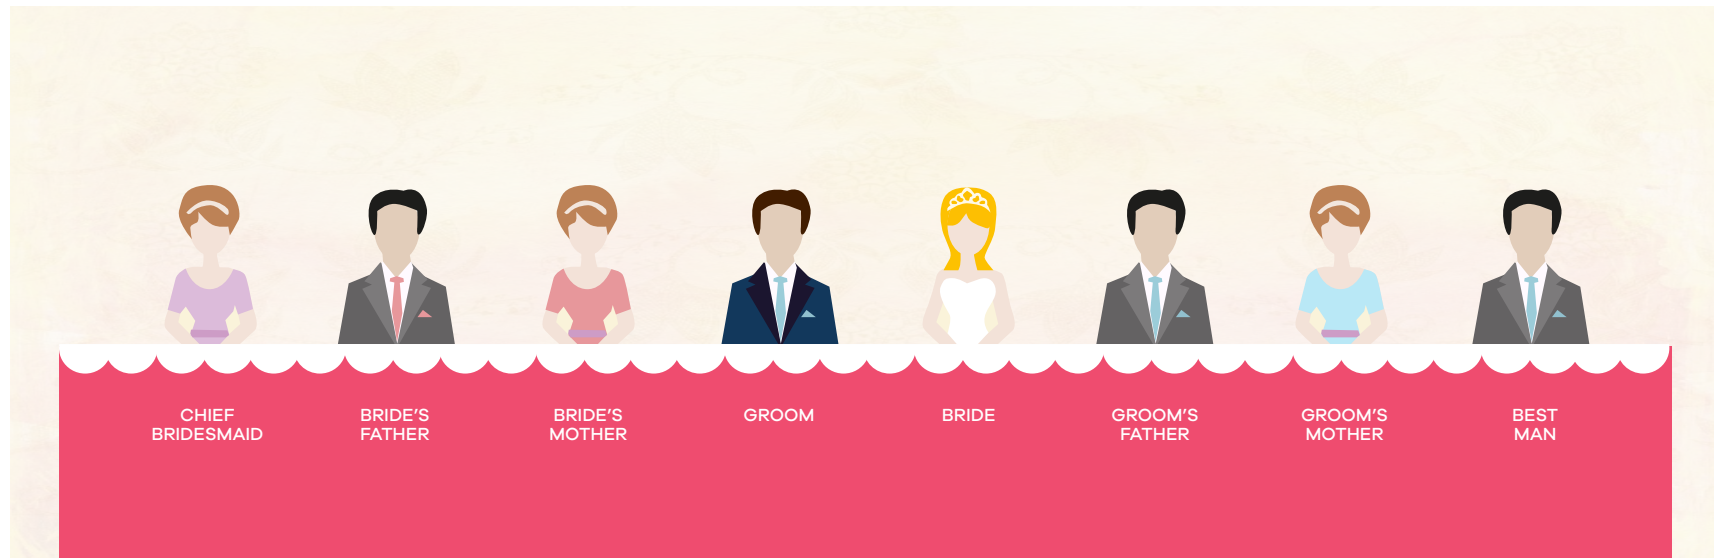 CHIEF
BRIDESMAID
BRIDE'S
FATHER
BRIDE'S
MOTHER
GROOM
BRIDE
GROOM'S
FATHER
GROOM'S
MOTHER
BEST
MAN